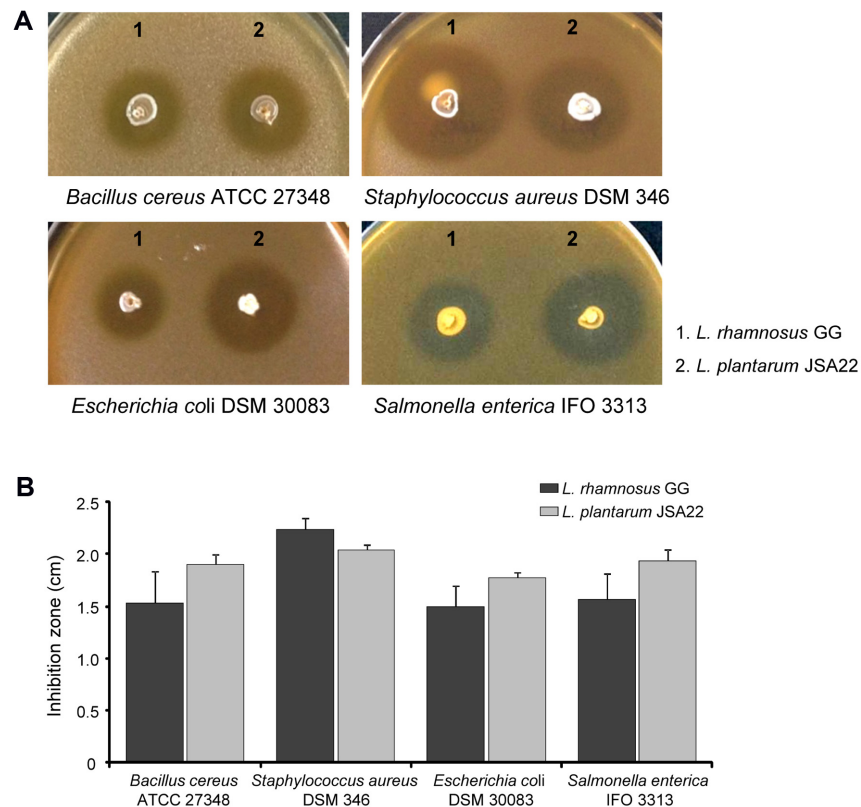 A
1 2
1 2
Bacillus cereus ATCC 27348
Staphylococcus aureus DSM 346
1 2
1 2
Escherichia coli DSM 30083
Salmonella enterica IFO 3313
1. L. rhamnosus GG
2. L. plantarum JSA22
B
L. rhamnosus GG
L. plantarum JSA22
Inhibition zone (cm)
2.5
2.0
1.5
1.0
0.5
0
Bacillus cereus
ATCC 27348
Staphylococcus aureus
DSM 346
Escherichia coli
DSM 30083
Salmonella enterica
IFO 3313